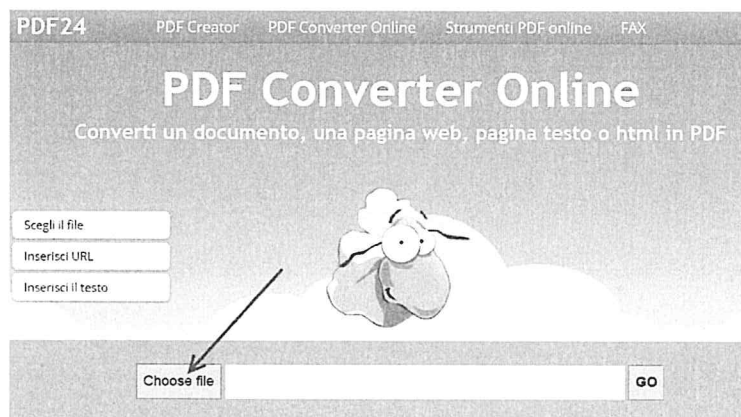 PDF24 PDF Creator PDF Converter Online Strumenti PDF online FAX
PDF Converter Online
Converti un documento, una pagina web, pagina testo o html in PDF
Scegli il file
Inserisci URL
Inserisci il testo
Choose file GO